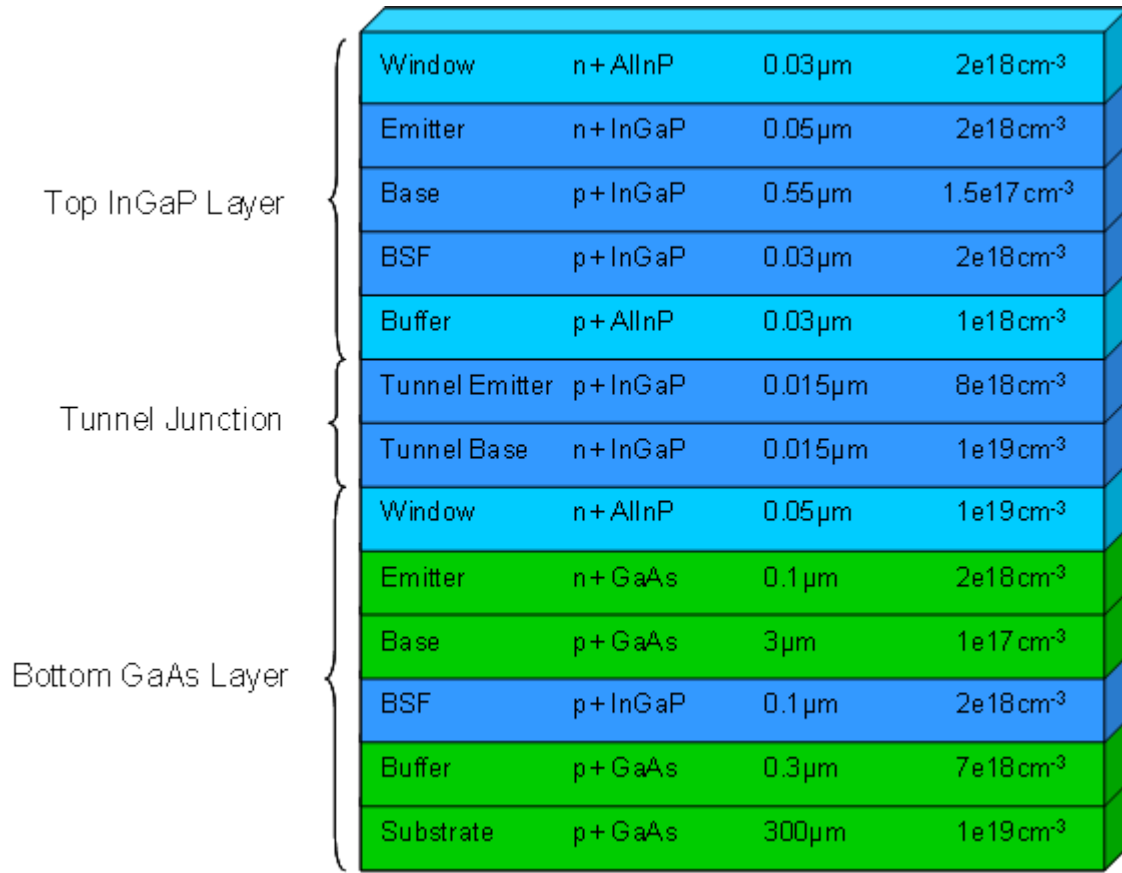 Window n+ AlInP 0.03µm 2e18cm-3
Emitter n+ InGaP 0.05µm 2e18cm-3
Top InGaP Layer
Base p+ InGaP 0.55µm 1.5e17cm-3
BSF p+ InGaP 0.03µm 2e18cm-3
Buffer p+ AlInP 0.03µm 1e18cm-3
Tunnel Emitter p+ InGaP 0.015µm 8e18cm-3
Tunnel Junction
Tunnel Base n+ InGaP 0.015µm 1e19cm-3
Window n+ AlInP 0.05µm 1e19cm-3
Emitter n+ GaAs 0.1µm 2e18cm-3
Base p+ GaAs 3µm 1e17cm-3
Bottom GaAs Layer
BSF p+ InGaP 0.1µm 2e18cm-3
Buffer p+ GaAs 0.3µm 7e18cm-3
Substrate p+ GaAs 300µm 1e19cm-3